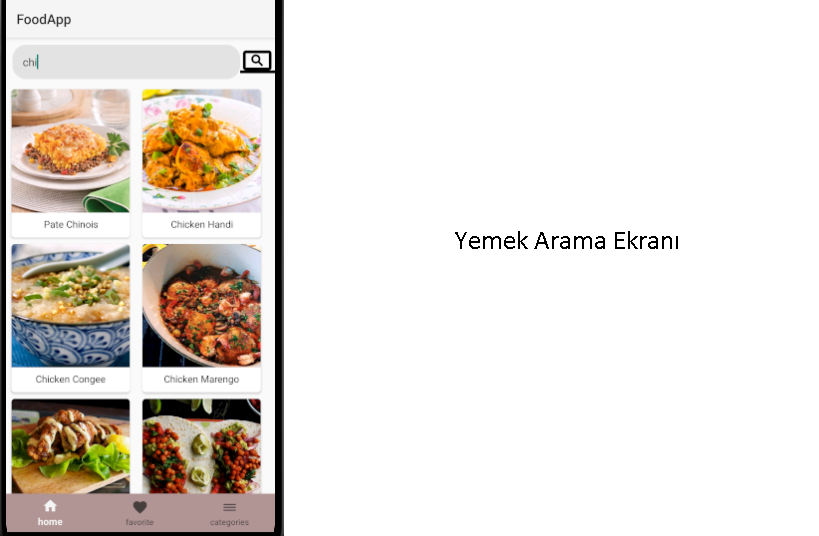 FoodApp
chi
Pate Chinois
Chicken Handi
Yemek Arama Ekranı
Chicken Congee
Chicken Marengo
home
favorite
categories